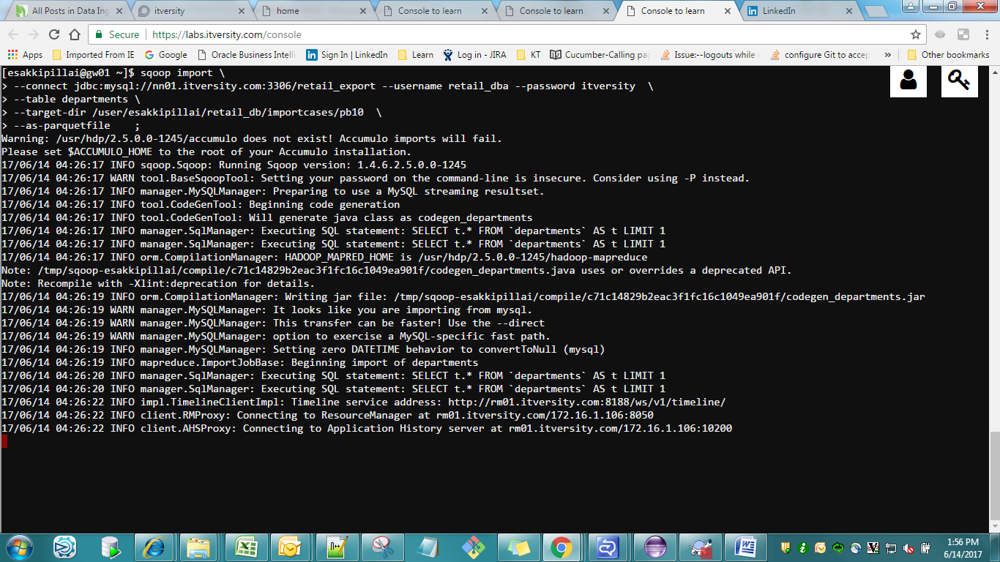 All Posts in Data Ing
itversity
home
Console to learn
Console to learn
Console to learn
LinkedIn
Secure
https://labs.itversity.com/console
Apps
Imported From IE
Google
Oracle Business Intelli
Sign In | LinkedIn
Learn
Log in - JIRA
KT
Cucumber-Calling pag
Issue:--logouts while
configure Git to accep
»
Other bookmarks
[esakkipillai@gw01 ~]$ sqoop import \
> --connect jdbc:mysql://nn01.itversity.com:3306/retail_export --username retail_dba --password itversity  \
> --table departments \
> --target-dir /user/esakkipillai/retail_db/importcases/pb10  \
> --as-parquetfile    ;
Warning: /usr/hdp/2.5.0.0-1245/accumulo does not exist! Accumulo imports will fail.
Please set $ACCUMULO_HOME to the root of your Accumulo installation.
17/06/14 04:26:17 INFO sqoop.Sqoop: Running Sqoop version: 1.4.6.2.5.0.0-1245
17/06/14 04:26:17 WARN tool.BaseSqoopTool: Setting your password on the command-line is insecure. Consider using -P instead.
17/06/14 04:26:17 INFO manager.MySQLManager: Preparing to use a MySQL streaming resultset.
17/06/14 04:26:17 INFO tool.CodeGenTool: Beginning code generation
17/06/14 04:26:17 INFO tool.CodeGenTool: Will generate java class as codegen_departments
17/06/14 04:26:17 INFO manager.SqlManager: Executing SQL statement: SELECT t.* FROM `departments` AS t LIMIT 1
17/06/14 04:26:17 INFO manager.SqlManager: Executing SQL statement: SELECT t.* FROM `departments` AS t LIMIT 1
17/06/14 04:26:17 INFO orm.CompilationManager: HADOOP_MAPRED_HOME is /usr/hdp/2.5.0.0-1245/hadoop-mapreduce
Note: /tmp/sqoop-esakkipillai/compile/c71c14829b2eac3f1fc16c1049ea901f/codegen_departments.java uses or overrides a deprecated API.
Note: Recompile with -Xlint:deprecation for details.
17/06/14 04:26:19 INFO orm.CompilationManager: Writing jar file: /tmp/sqoop-esakkipillai/compile/c71c14829b2eac3f1fc16c1049ea901f/codegen_departments.jar
17/06/14 04:26:19 WARN manager.MySQLManager: It looks like you are importing from mysql.
17/06/14 04:26:19 WARN manager.MySQLManager: This transfer can be faster! Use the --direct
17/06/14 04:26:19 WARN manager.MySQLManager: option to exercise a MySQL-specific fast path.
17/06/14 04:26:19 INFO manager.MySQLManager: Setting zero DATETIME behavior to convertToNull (mysql)
17/06/14 04:26:19 INFO mapreduce.ImportJobBase: Beginning import of departments
17/06/14 04:26:20 INFO manager.SqlManager: Executing SQL statement: SELECT t.* FROM `departments` AS t LIMIT 1
17/06/14 04:26:20 INFO manager.SqlManager: Executing SQL statement: SELECT t.* FROM `departments` AS t LIMIT 1
17/06/14 04:26:22 INFO impl.TimelineClientImpl: Timeline service address: http://rm01.itversity.com:8188/ws/v1/timeline/
17/06/14 04:26:22 INFO client.RMProxy: Connecting to ResourceManager at rm01.itversity.com/172.16.1.106:8050
17/06/14 04:26:22 INFO client.AHSProxy: Connecting to Application History server at rm01.itversity.com/172.16.1.106:10200
1:56 PM
6/14/2017